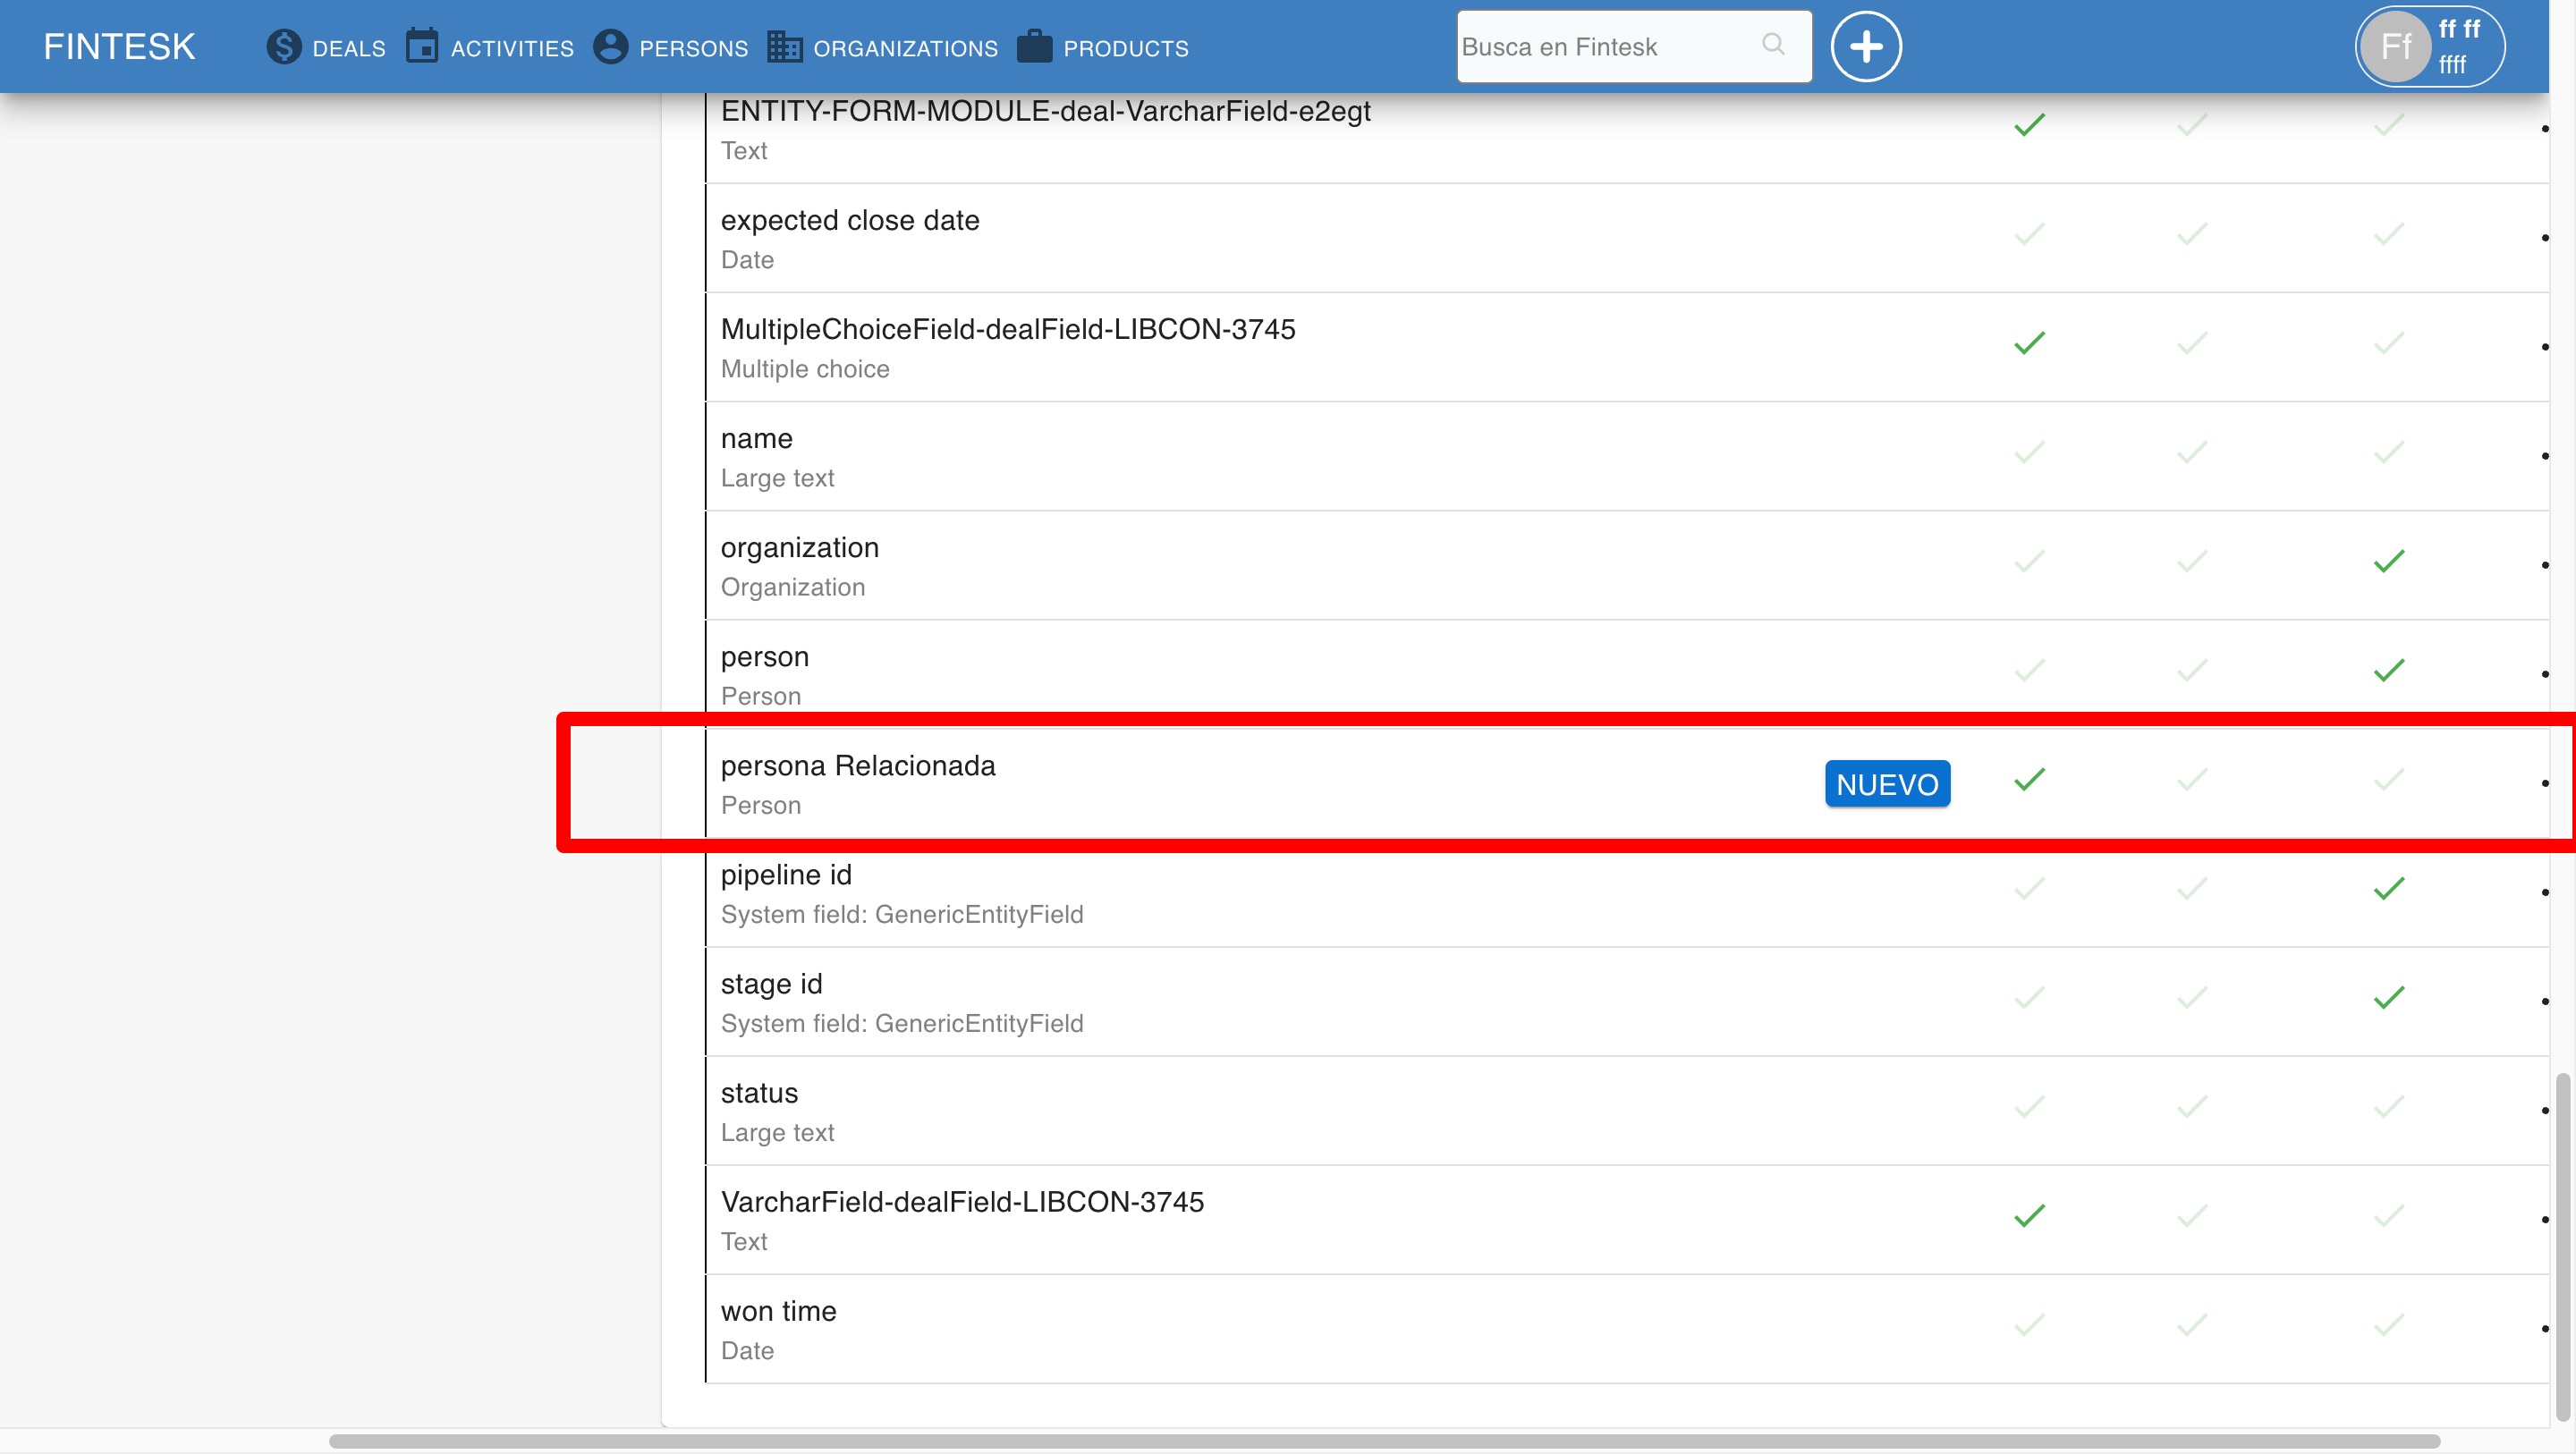 FINTESK DEALS ACTIVITIES PERSONS ORGANIZATIONS PRODUCTS Busca en Fintesk Ff ff ff
ffff
ENTITY-FORM-MODULE-deal-VarcharField-e2egt
Text
expected close date
Date
MultipleChoiceField-dealField-LIBCON-3745
Multiple choice
name
Large text
organization
Organization
person
Person
persona Relacionada NUEVO
Person
pipeline id
System field: GenericEntityField
stage id
System field: GenericEntityField
status
Large text
VarcharField-dealField-LIBCON-3745
Text
won time
Date